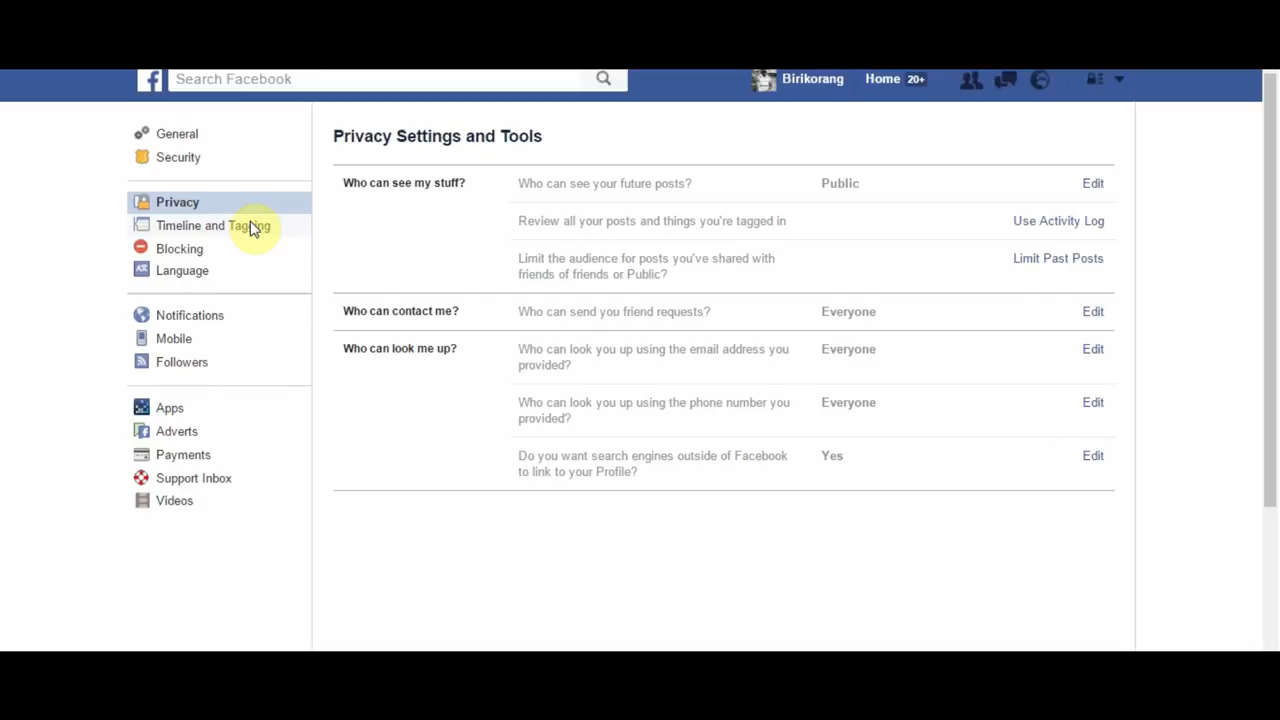 Search Facebook
Birikorang Home 20+
General
Security
Privacy
Timeline and Tagging
Blocking
Language
Notifications
Mobile
Followers
Apps
Adverts
Payments
Support Inbox
Videos
Privacy Settings and Tools
Who can see my stuff? Who can see your future posts? Public Edit
Review all your posts and things you're tagged in Use Activity Log
Limit the audience for posts you've shared with Limit Past Posts
friends of friends or Public?
Who can contact me? Who can send you friend requests? Everyone Edit
Who can look me up? Who can look you up using the email address you Everyone Edit
provided?
Who can look you up using the phone number you Everyone Edit
provided?
Do you want search engines outside of Facebook Yes Edit
to link to your Profile?